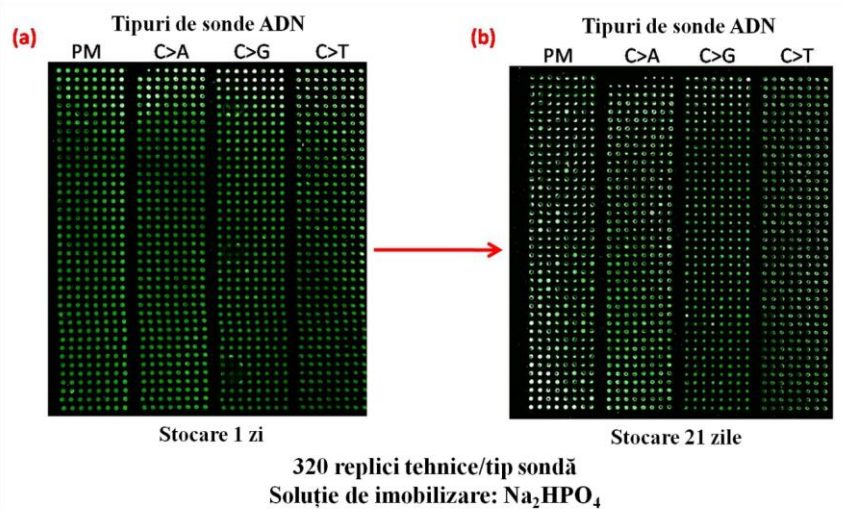 (a)
Tipuri de sonde ADN
PM C>A C>G C>T
Stocare 1 zi
(b)
Tipuri de sonde ADN
PM C>A C>G C>T
Stocare 21 zile
320 replici tehnice/tip sondă
Soluție de imobilizare: Na₂HPO₄